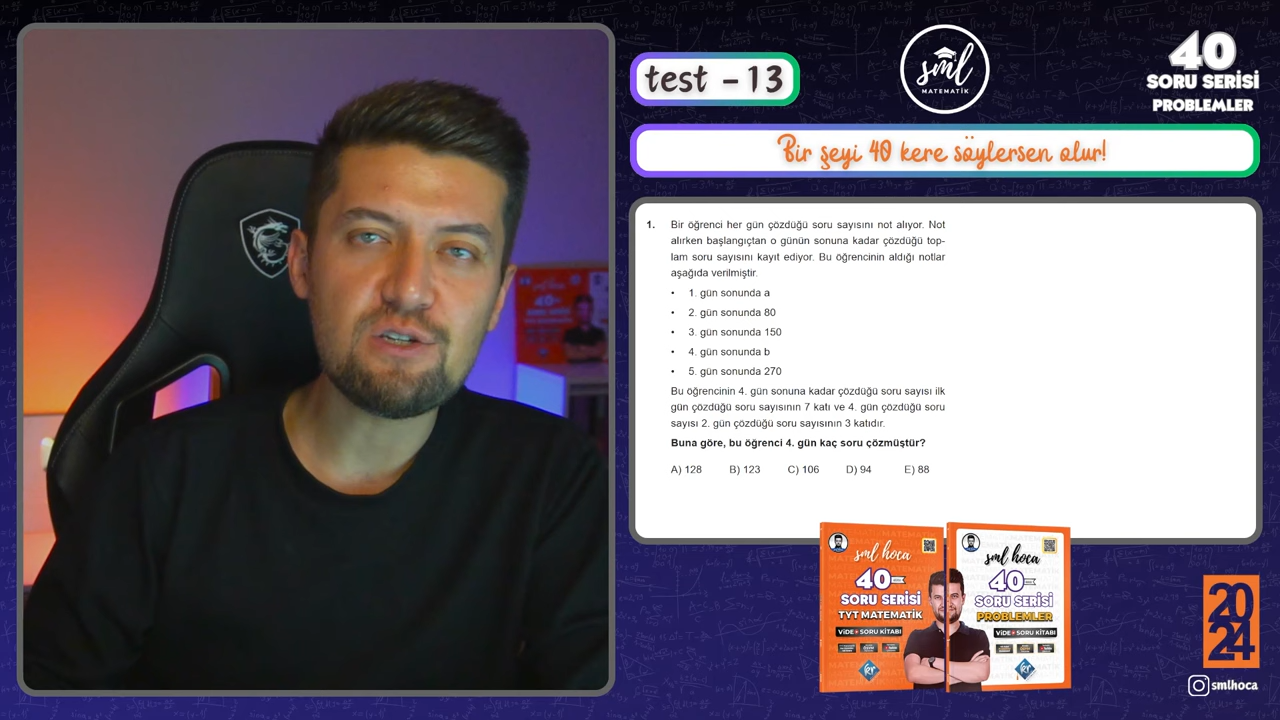 test - 13
sml
MATEMATİK
40
SORU SERİSİ
PROBLEMLER
Bir şeyi 40 kere söylersen olur!
1. Bir öğrenci her gün çözdüğü soru sayısını not alıyor. Not
alırken başlangıçtan o günün sonuna kadar çözdüğü top-
lam soru sayısını kayıt ediyor. Bu öğrencinin aldığı notlar
aşağıda verilmiştir.
• 1. gün sonunda a
• 2. gün sonunda 80
• 3. gün sonunda 150
• 4. gün sonunda b
• 5. gün sonunda 270
Bu öğrencinin 4. gün sonuna kadar çözdüğü soru sayısı ilk
gün çözdüğü soru sayısının 7 katı ve 4. gün çözdüğü soru
sayısı 2. gün çözdüğü soru sayısının 3 katıdır.
Buna göre, bu öğrenci 4. gün kaç soru çözmüştür?
A) 128 B) 123 C) 106 D) 94 E) 88
sml hoca
40
SORU SERİSİ
TYT MATEMATİK
VİDEO SORU KİTABI
kr
sml hoca
40
SORU SERİSİ
PROBLEMLER
VİDEO SORU KİTABI
kr
2024
smlhoca